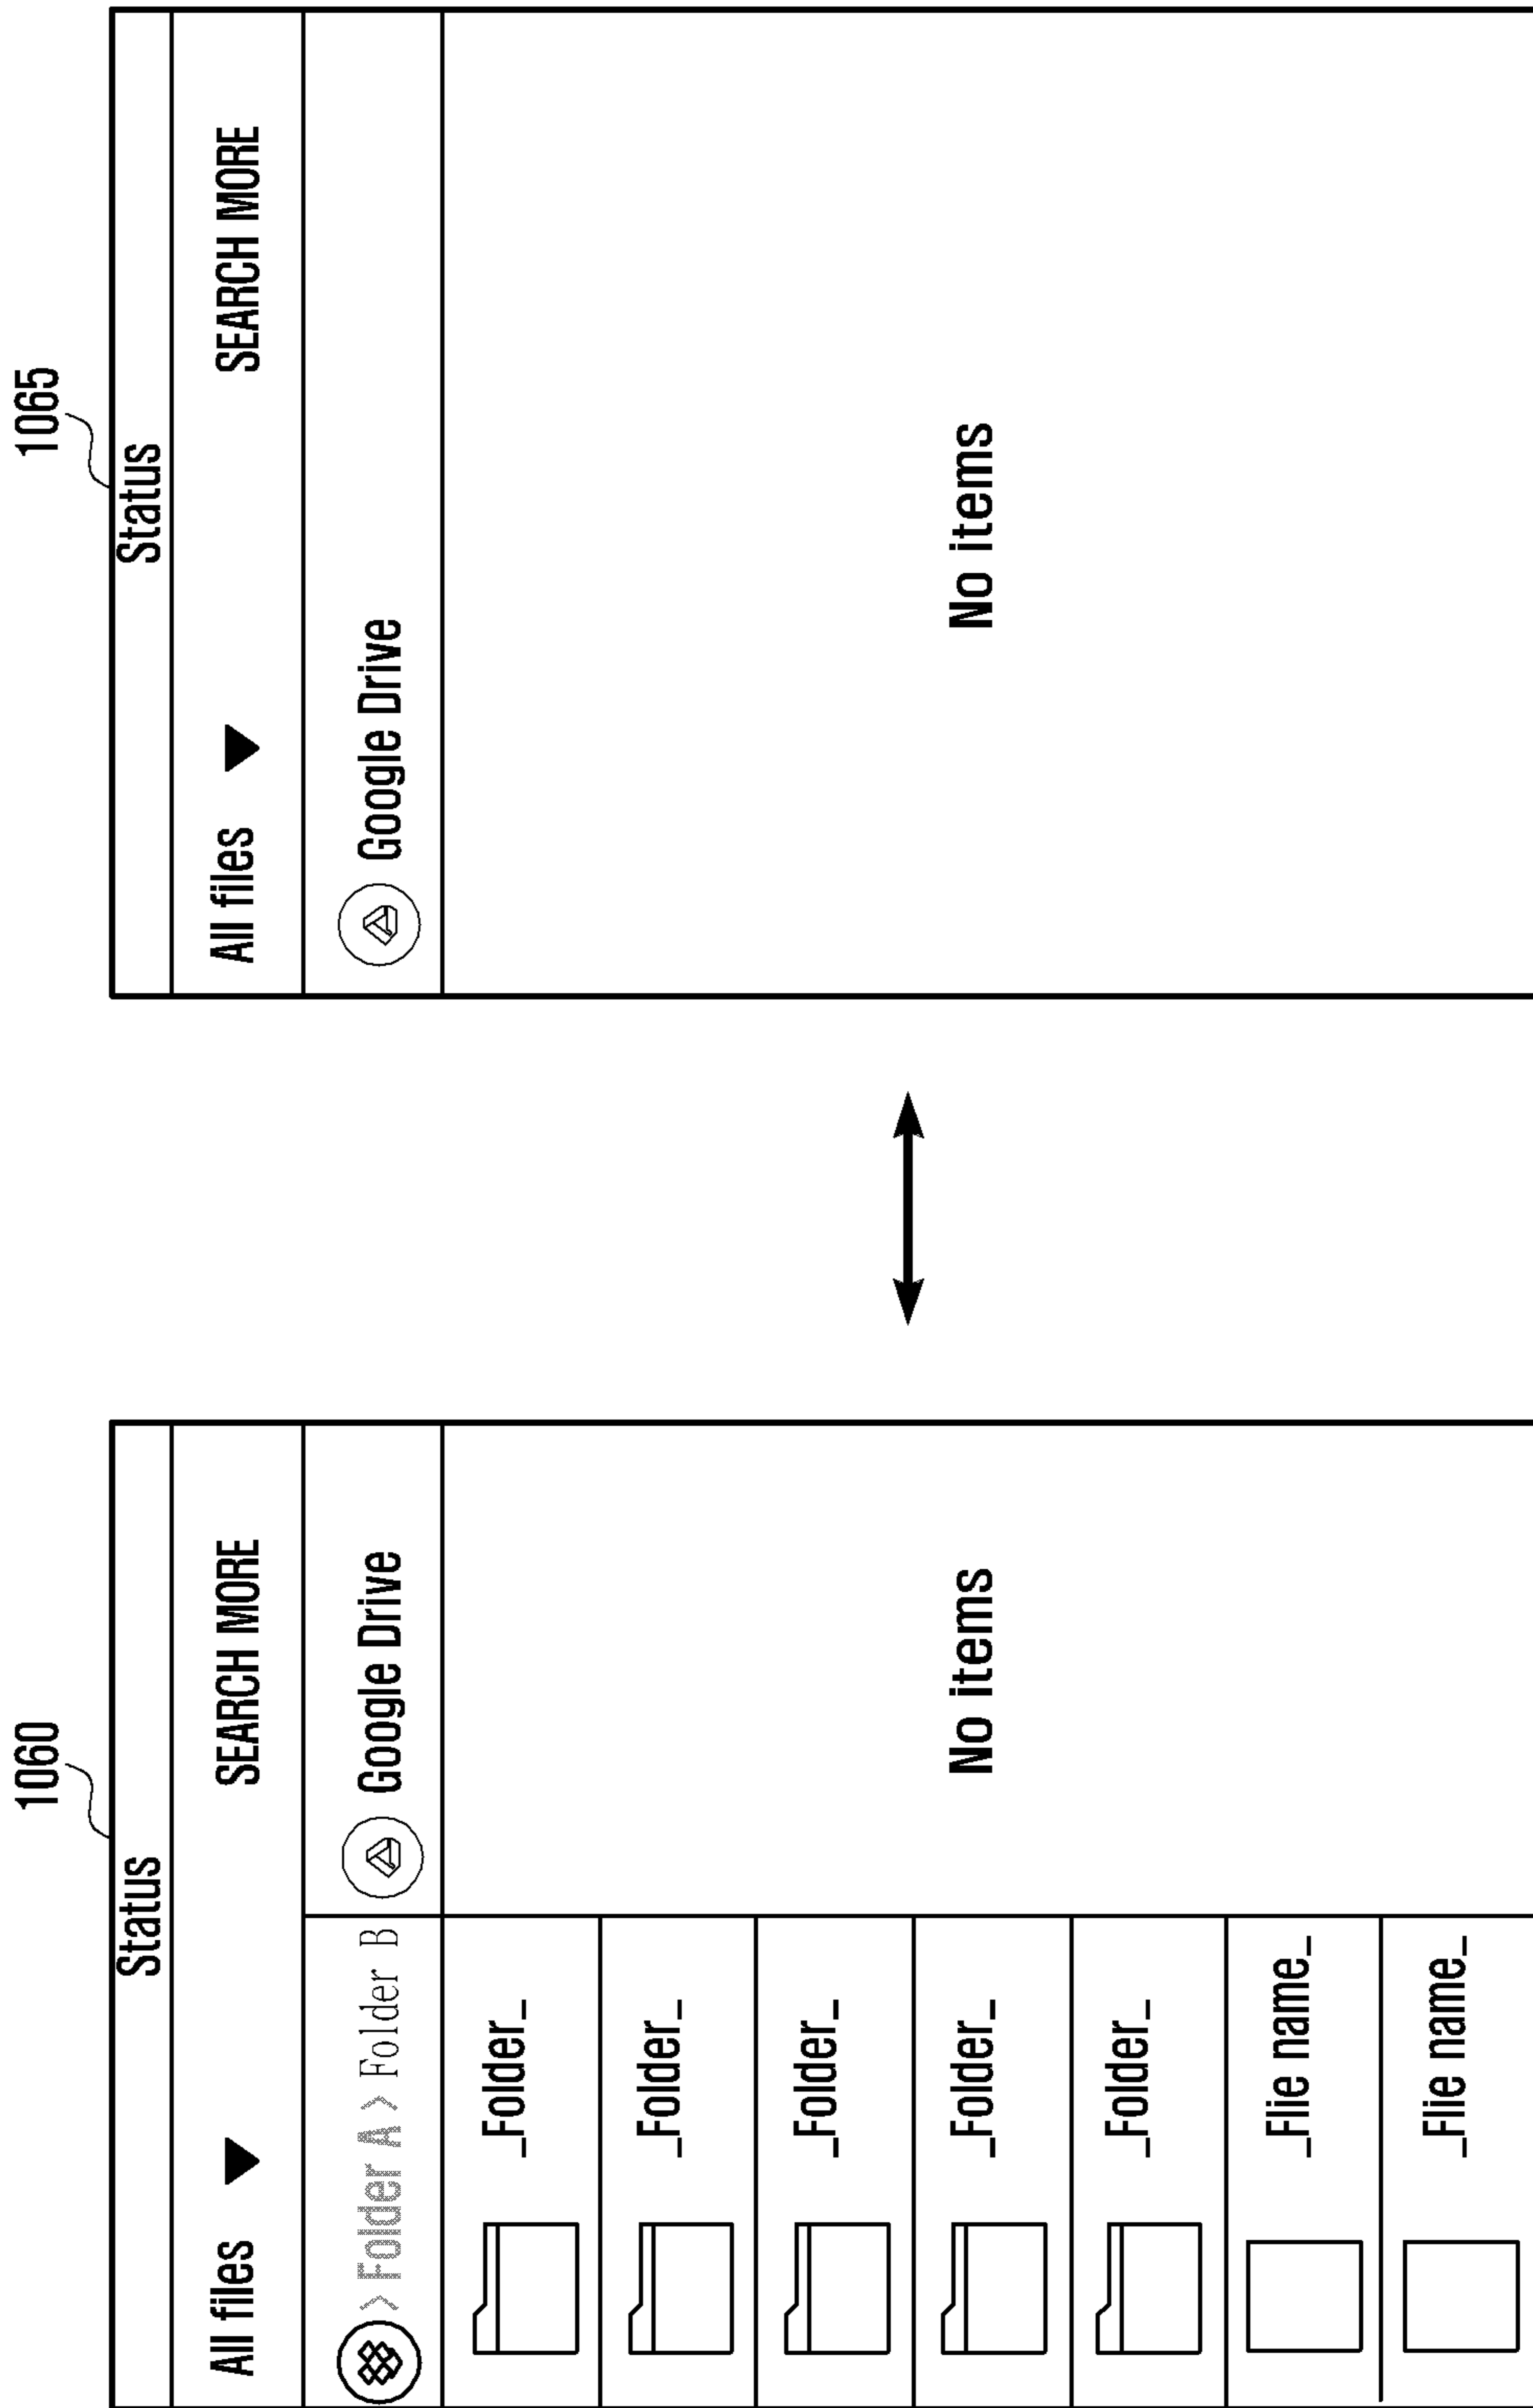 1060
Status
All files SEARCH MORE
>Folder A> Folder B Google Drive
_Folder_
_Folder_
_Folder_
_Folder_
_Folder_
_Flie name_
_Flie name_
No items
1065
Status
All files SEARCH MORE
Google Drive
No items